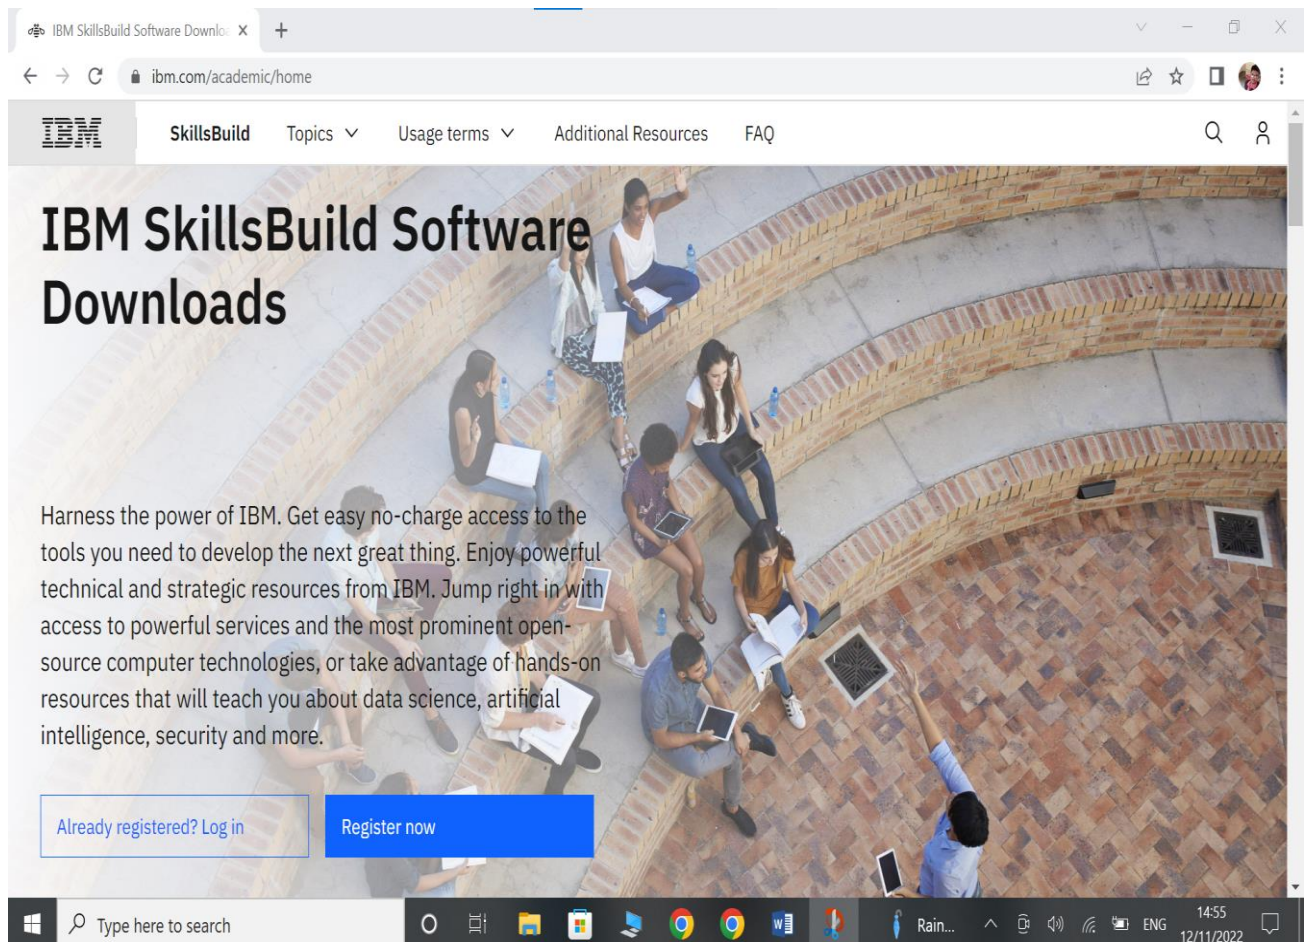 IBM SkillsBuild Software Downloa
ibm.com/academic/home
IBM SkillsBuild Topics Usage terms Additional Resources FAQ
IBM SkillsBuild Software
Downloads
Harness the power of IBM. Get easy no-charge access to the
tools you need to develop the next great thing. Enjoy powerful
technical and strategic resources from IBM. Jump right in with
access to powerful services and the most prominent open-
source computer technologies, or take advantage of hands-on
resources that will teach you about data science, artificial
intelligence, security and more.
Already registered? Log in Register now
Type here to search Rain... ENG 14:55
12/11/2022